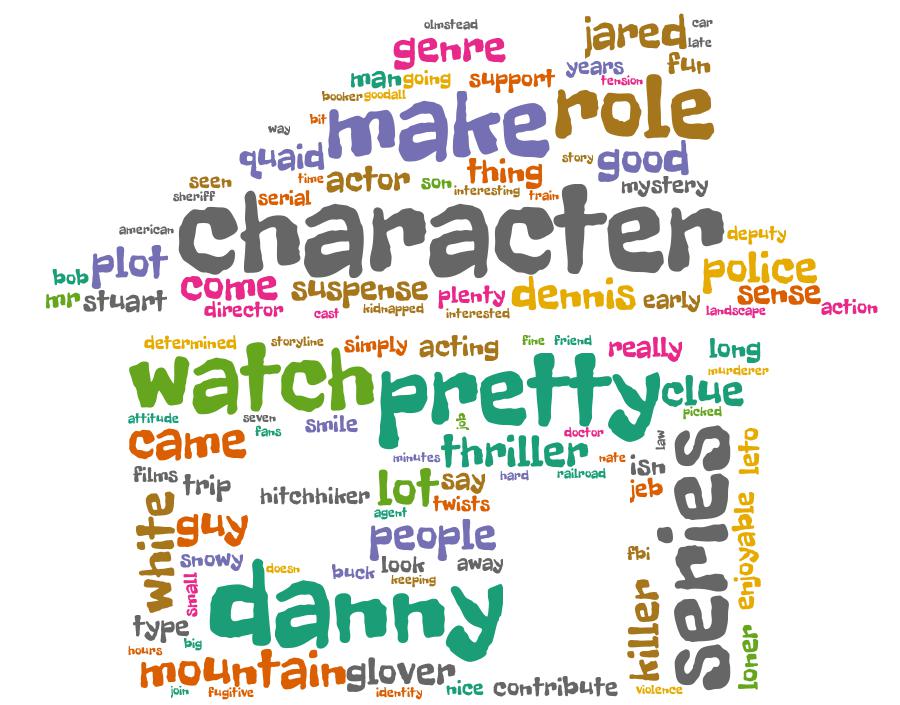 olmstead
jared car
genre late
man going support years fun
tension
booker goodall
way bit make role
quaid thing story good
seen time actor son mystery
sheriff serial interesting train
american character deputy
bob plot police
mr stuart come suspense plenty dennis early sense
director cast kidnapped interested landscape action
determined storyline simply acting fine friend really long
watch pretty murderer
clue
attitude seven smile picked
fans
came cop doctor law
films minutes thriller hate isn series leto
trip hitchhiker lot say hard railroad jeb
twists
white guy agent
people
snowy doesn buck look away fbi enjoyable
keeping
small danny
type killer
big
hours mountain glover loner
join fugitive identity nice contribute violence